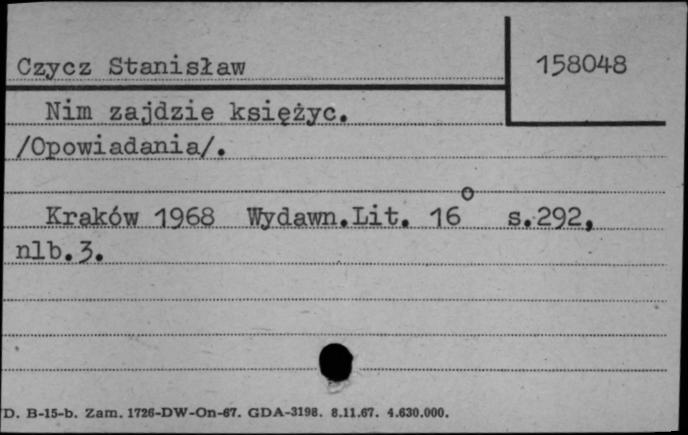 Czycz Stanisław
158048
Nim zajdzie księżyc.
/Opowiadania/.
Kraków 1968 Wydawn.Lit. 16° s.292,
nlb.3.
D. B-15-b. Zam. 1726-DW-On-67. GDA-3198. 8.11.67. 4.630.000.